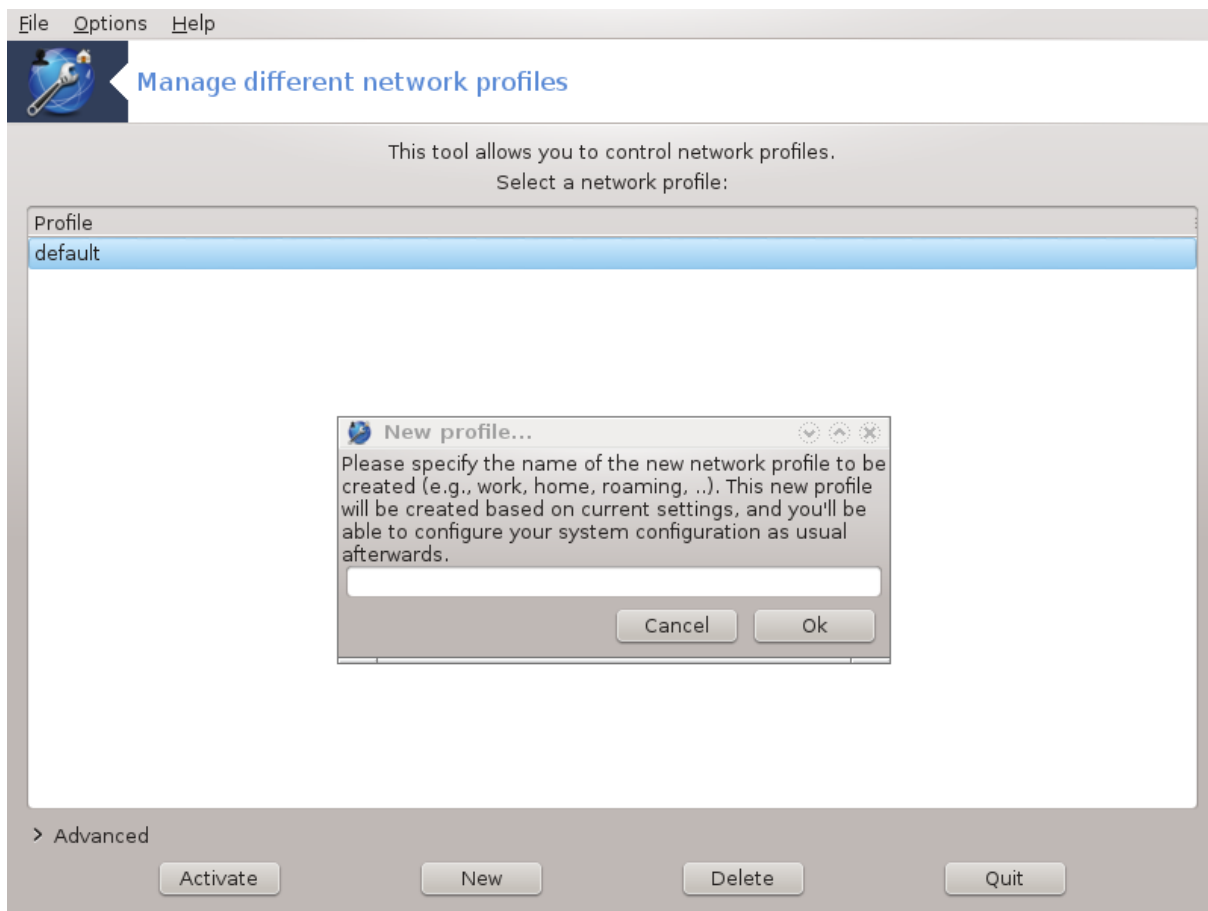 File Options Help
Manage different network profiles
This tool allows you to control network profiles.
Select a network profile:
Profile
default
New profile...
Please specify the name of the new network profile to be
created (e.g., work, home, roaming, ..). This new profile
will be created based on current settings, and you'll be
able to configure your system configuration as usual
afterwards.
Cancel Ok
Advanced
Activate New Delete Quit